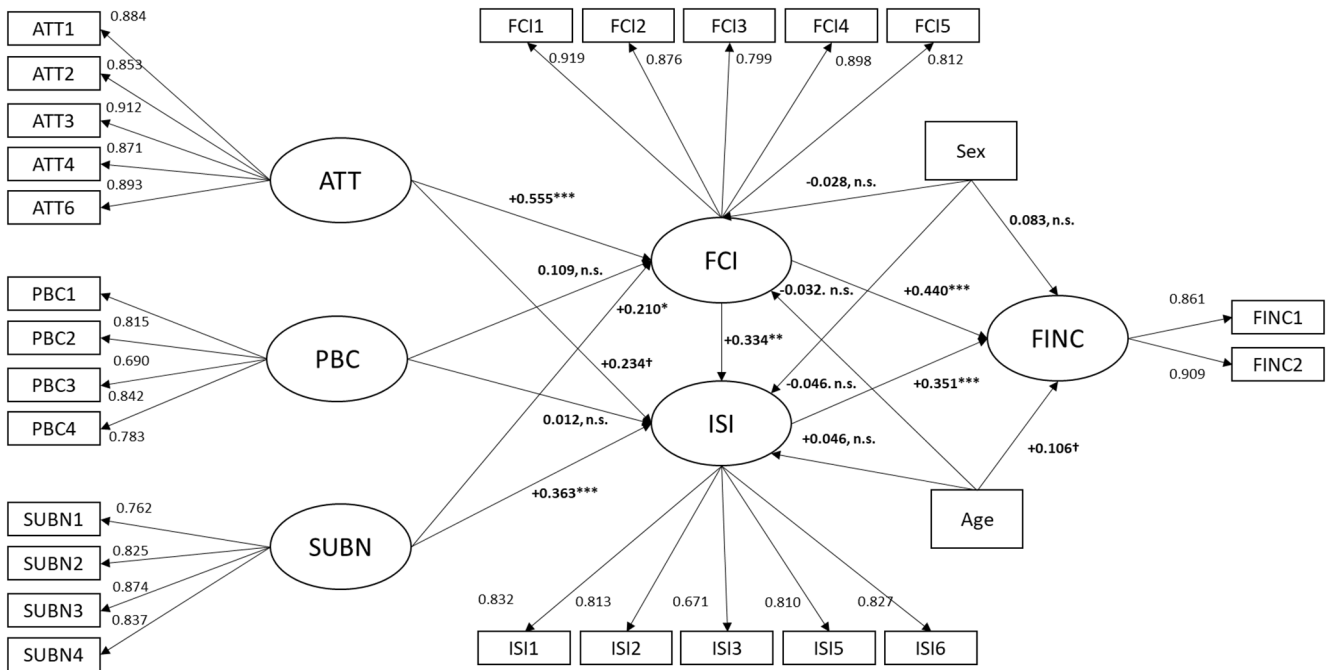 ATT1
0.884
ATT2
0.853
ATT3
0.912
ATT4
0.871
ATT6
0.893
ATT
PBC1
PBC2
0.815
PBC3
0.690
PBC4
0.842
0.783
PBC
SUBN1
0.762
SUBN2
0.825
SUBN3
0.874
SUBN4
0.837
SUBN
FCI1
FCI2
FCI3
FCI4
FCI5
0.919
0.876
0.799
0.898
0.812
Sex
+0.555***
-0.028, n.s.
0.083, n.s.
FCI
0.109, n.s.
-0.032. n.s.
+0.440***
+0.210*
+0.334**
+0.234†
-0.046. n.s.
+0.351***
FINC
0.861
FINC1
FINC2
0.909
ISI
0.012, n.s.
+0.046, n.s.
+0.106†
+0.363***
Age
0.832
0.813
0.671
0.810
0.827
ISI1
ISI2
ISI3
ISI5
ISI6